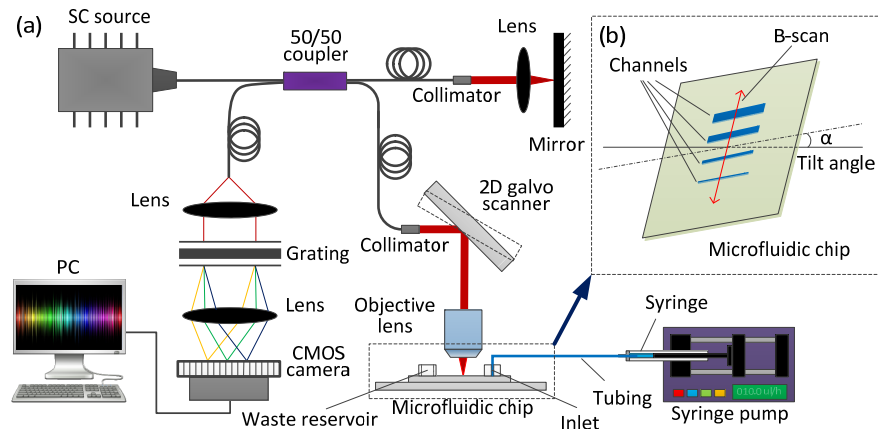 (a)
SC source
50/50
coupler
Lens
Collimator
Mirror
(b)
B-scan
Channels
α
Tilt angle
Microfluidic chip
Lens
2D galvo
scanner
Collimator
Grating
PC
Lens
Objective
lens
Syringe
CMOS
camera
Tubing
010.0 ul/h
Waste reservoir
Microfluidic chip
Inlet
Syringe pump